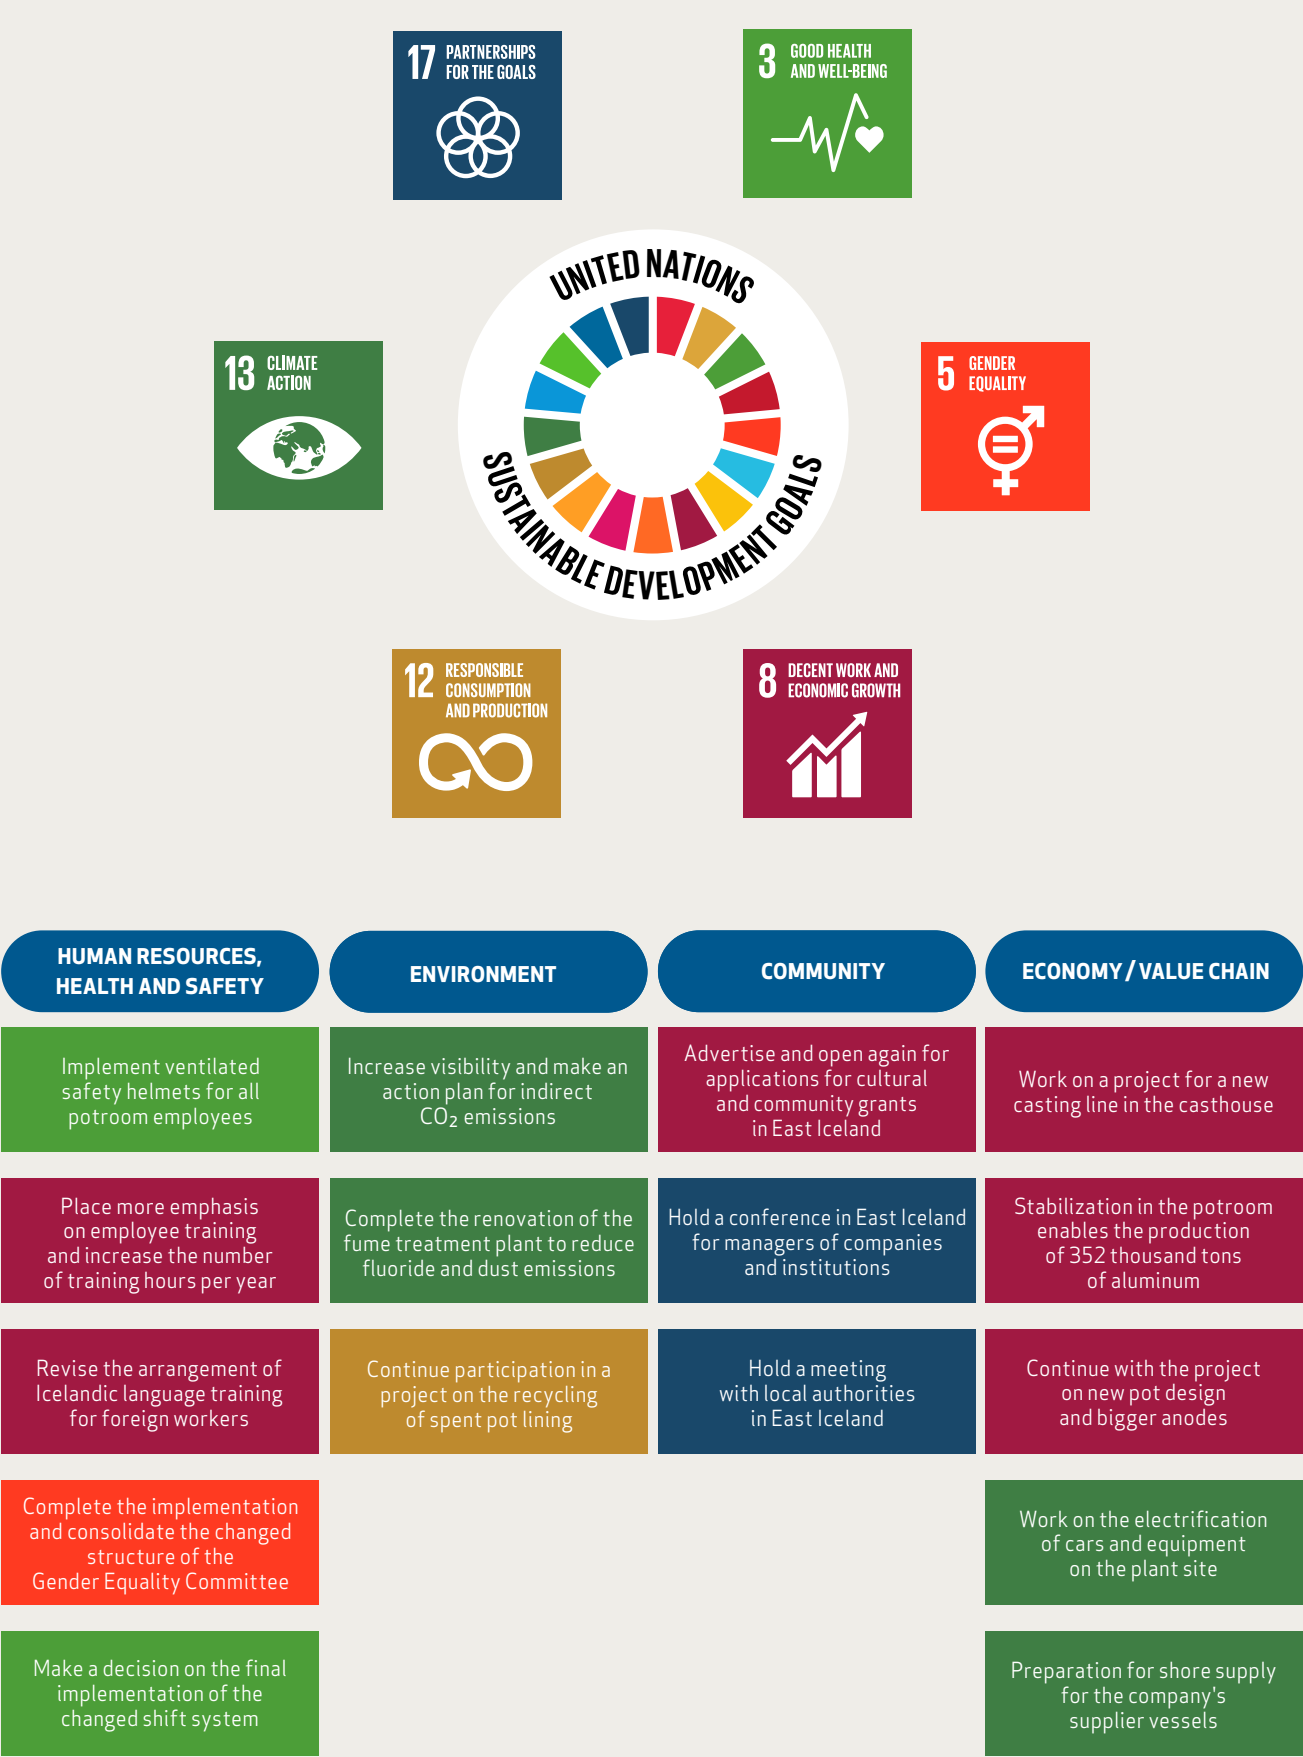 17 PARTNERSHIPS
FOR THE GOALS
3 GOOD HEALTH
AND WELL-BEING
UNITED NATIONS
SUSTAINABLE DEVELOPMENT GOALS
13 CLIMATE
ACTION
5 GENDER
EQUALITY
12 RESPONSIBLE
CONSUMPTION
AND PRODUCTION
8 DECENT WORK AND
ECONOMIC GROWTH
HUMAN RESOURCES,
HEALTH AND SAFETY
Implement ventilated
safety helmets for all
potroom employees
Place more emphasis
on employee training
and increase the number
of training hours per year
Revise the arrangement of
Icelandic language training
for foreign workers
Complete the implementation
and consolidate the changed
structure of the
Gender Equality Committee
Make a decision on the final
implementation of the
changed shift system
ENVIRONMENT
Increase visibility and make an
action plan for indirect
CO₂ emissions
Complete the renovation of the
fume treatment plant to reduce
fluoride and dust emissions
Continue participation in a
project on the recycling
of spent pot lining
COMMUNITY
Advertise and open again for
applications for cultural
and community grants
in East Iceland
Hold a conference in East Iceland
for managers of companies
and institutions
Hold a meeting
with local authorities
in East Iceland
ECONOMY / VALUE CHAIN
Work on a project for a new
casting line in the casthouse
Stabilization in the potroom
enables the production
of 352 thousand tons
of aluminum
Continue with the project
on new pot design
and bigger anodes
Work on the electrification
of cars and equipment
on the plant site
Preparation for shore supply
for the company's
supplier vessels